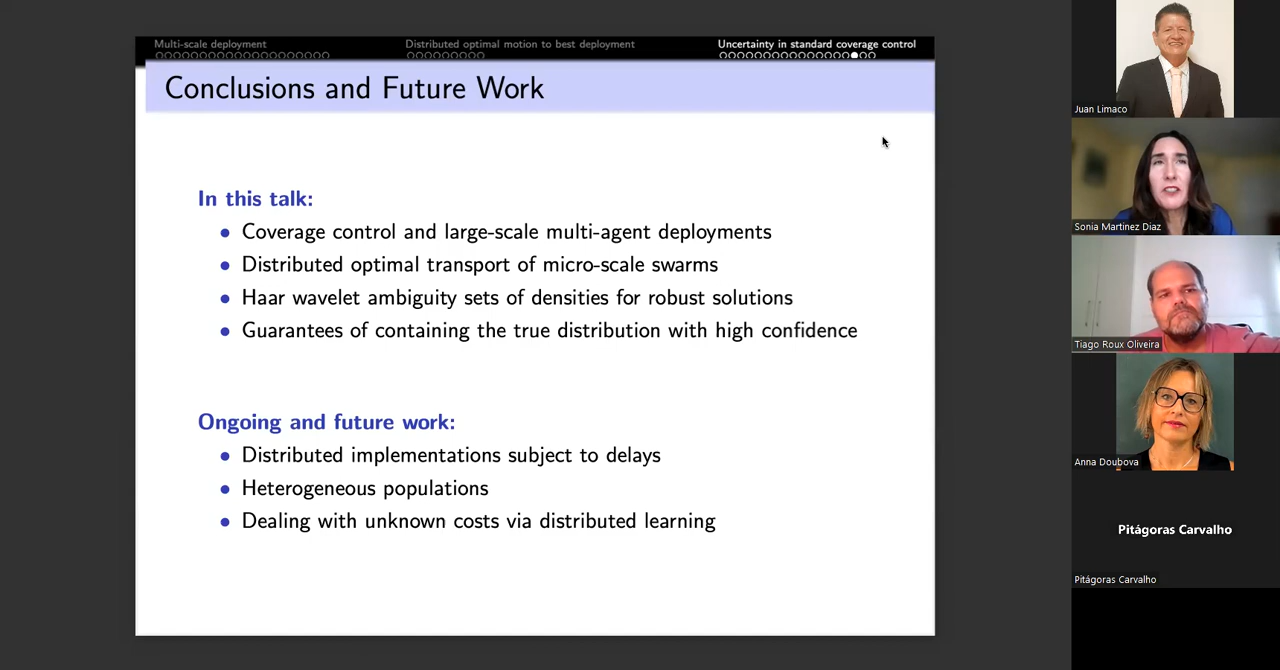 Multi-scale deployment
Distributed optimal motion to best deployment
Uncertainty in standard coverage control
Conclusions and Future Work
In this talk:
Coverage control and large-scale multi-agent deployments
Distributed optimal transport of micro-scale swarms
Haar wavelet ambiguity sets of densities for robust solutions
Guarantees of containing the true distribution with high confidence
Ongoing and future work:
Distributed implementations subject to delays
Heterogeneous populations
Dealing with unknown costs via distributed learning
Juan Limaco
Sonia Martinez Diaz
Tiago Roux Oliveira
Anna Doubova
Pitágoras Carvalho
Pitágoras Carvalho